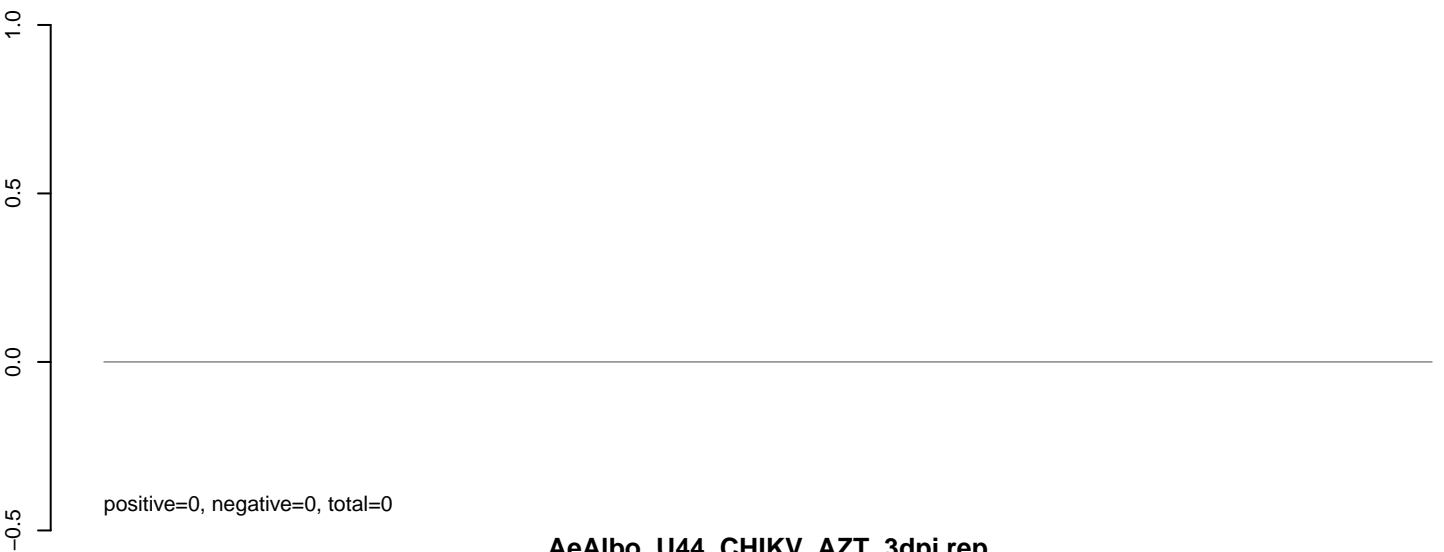 1.0
0.5
0.0
−0.5
positive=0, negative=0, total=0
AeAlbo_U44_CHIKV_AZT_3dpi.rep